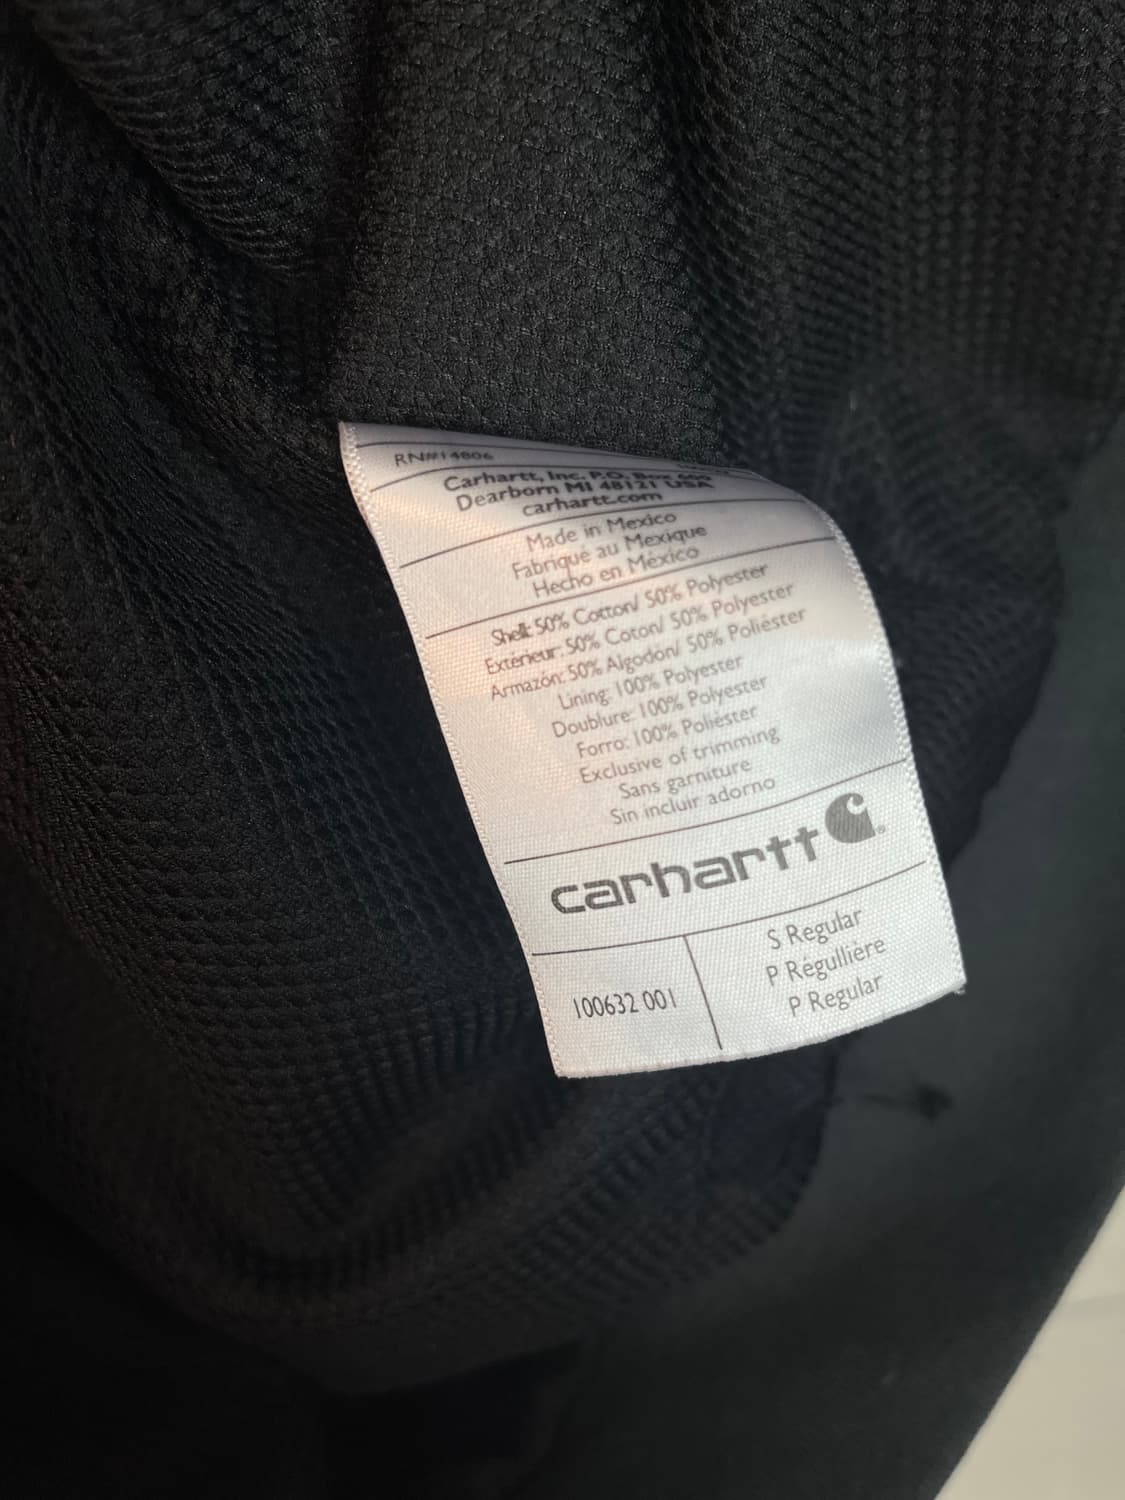 RN#14806
Carhartt, Inc. P.O. Box 600
Dearborn MI 48121 USA
carhartt.com
Made in Mexico
Fabriqué au Mexique
Hecho en México
Shell: 50% Cotton/ 50% Polyester
Extérieur: 50% Coton/ 50% Polyester
Armazón: 50% Algodón/ 50% Poliéster
Lining: 100% Polyester
Doublure: 100% Polyester
Forro: 100% Poliéster
Exclusive of trimming
Sans garniture
Sin incluir adorno
carhartt
S Regular
P Régullière
P Regular
100632 001